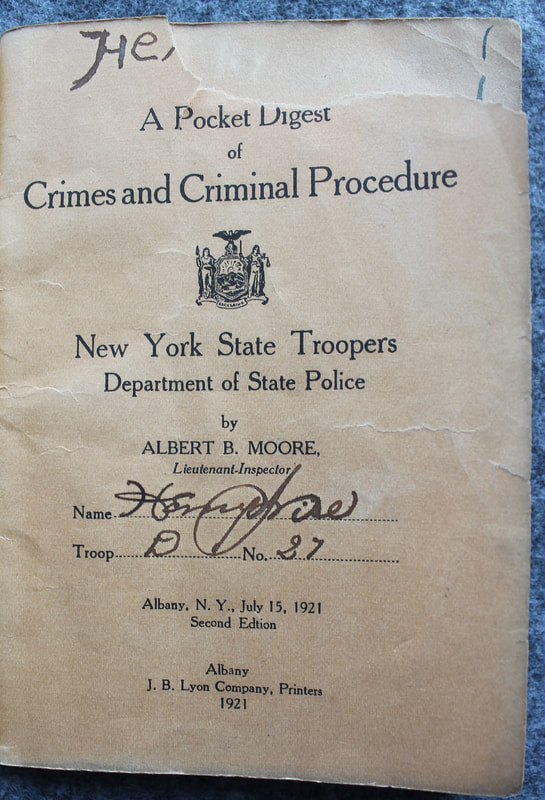 He
A Pocket Digest
of
Crimes and Criminal Procedure
New York State Troopers
Department of State Police
by
ALBERT B. MOORE,
Lieutenant-Inspector
Name Henry
Troop D No. 27
Albany, N. Y., July 15, 1921
Second Edtion
Albany
J. B. Lyon Company, Printers
1921